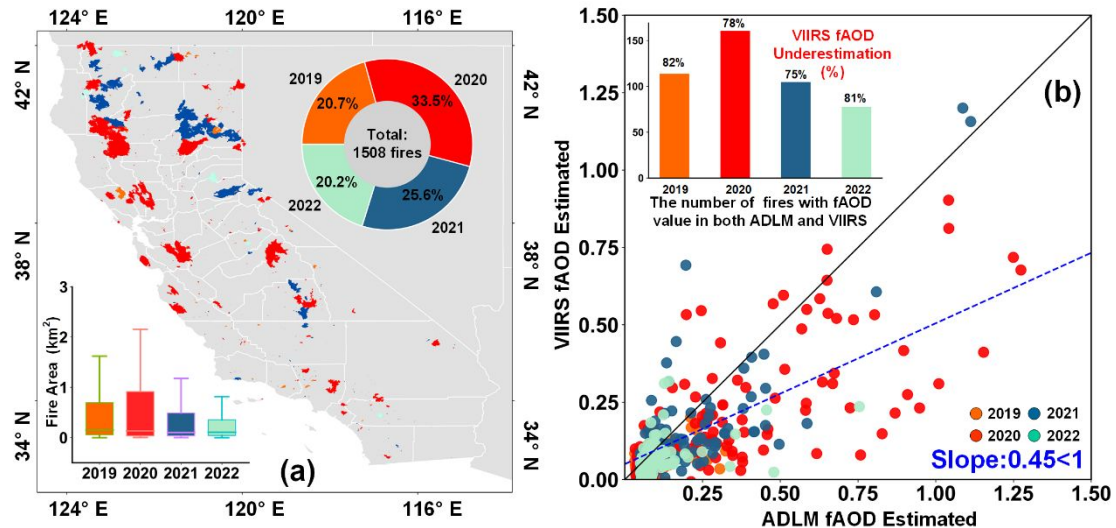 124° E
120° E
116° E
42° N
38° N
34° N
42° N
38° N
34° N
124° E
120° E
116° E
2019
20.7%
2020
33.5%
Total:
1508 fires
2022
20.2%
25.6%
2021
Fire Area (km²)
3
2
1
0
2019 2020 2021 2022
(a)
VIIRS fAOD Estimated
1.50
1.25
1.00
0.75
0.50
0.25
0.00
150
100
50
0
82%
78%
75%
81%
VIIRS fAOD
Underestimation
(%)
2019 2020 2021 2022
The number of fires with fAOD
value in both ADLM and VIIRS
(b)
2019 2021
2020 2022
Slope:0.45<1
0.25 0.50 0.75 1.00 1.25 1.50
ADLM fAOD Estimated